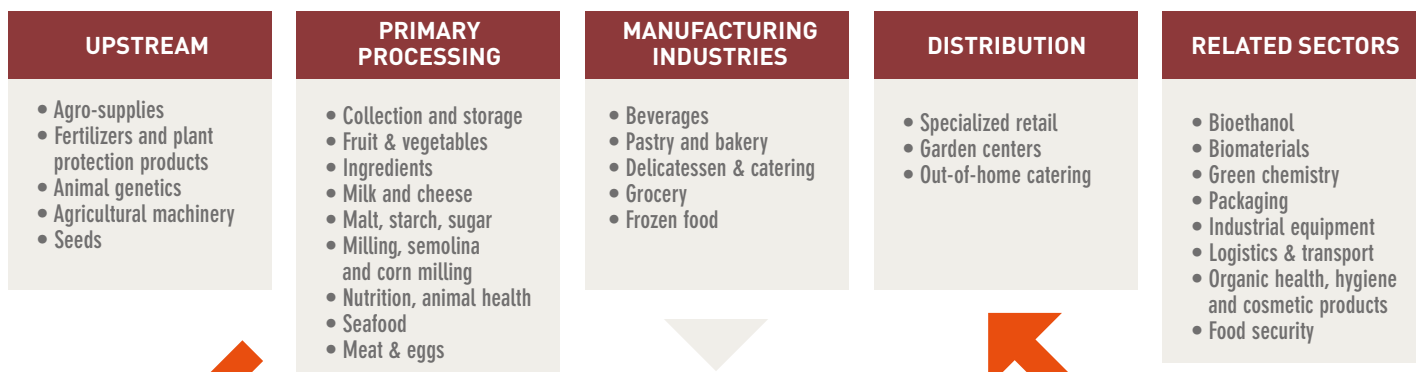 UPSTREAM
• Agro-supplies
• Fertilizers and plant
protection products
• Animal genetics
• Agricultural machinery
• Seeds
PRIMARY
PROCESSING
• Collection and storage
• Fruit & vegetables
• Ingredients
• Milk and cheese
• Malt, starch, sugar
• Milling, semolina
and corn milling
• Nutrition, animal health
• Seafood
• Meat & eggs
MANUFACTURING
INDUSTRIES
• Beverages
• Pastry and bakery
• Delicatessen & catering
• Grocery
• Frozen food
DISTRIBUTION
• Specialized retail
• Garden centers
• Out-of-home catering
RELATED SECTORS
• Bioethanol
• Biomaterials
• Green chemistry
• Packaging
• Industrial equipment
• Logistics & transport
• Organic health, hygiene
and cosmetic products
• Food security